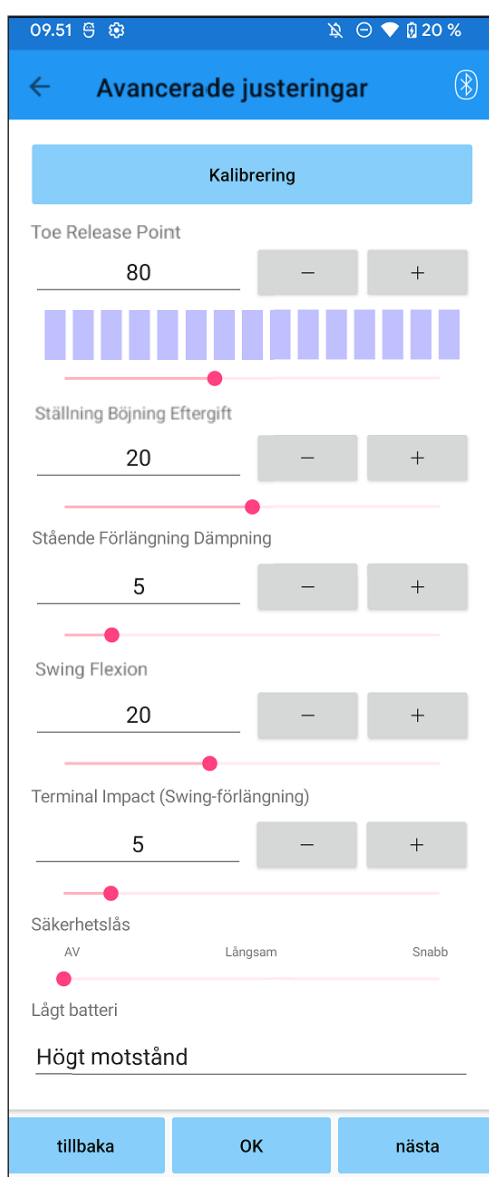 09.51 20 %
Avancerade justeringar
Kalibrering
Toe Release Point
80 — +
Ställning Böjning Eftergift
20 — +
Stående Förlängning Dämpning
5 — +
Swing Flexion
20 — +
Terminal Impact (Swing-förlängning)
5 — +
Säkerhetslås
AV Långsam Snabb
Lågt batteri
Högt motstånd
tillbaka OK nästa